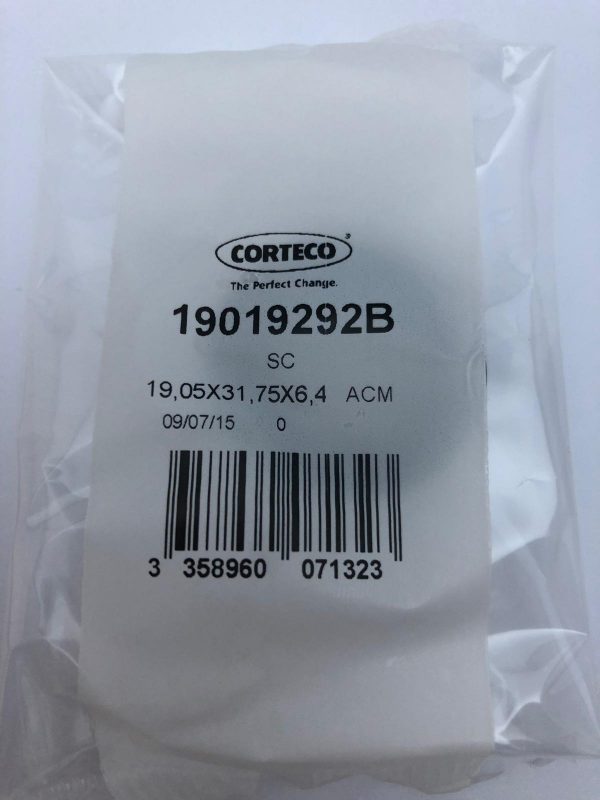 CORTECO
The Perfect Change.
19019292B
SC
19,05X31,75X6,4 ACM
09/07/15 0
3 358960 071323